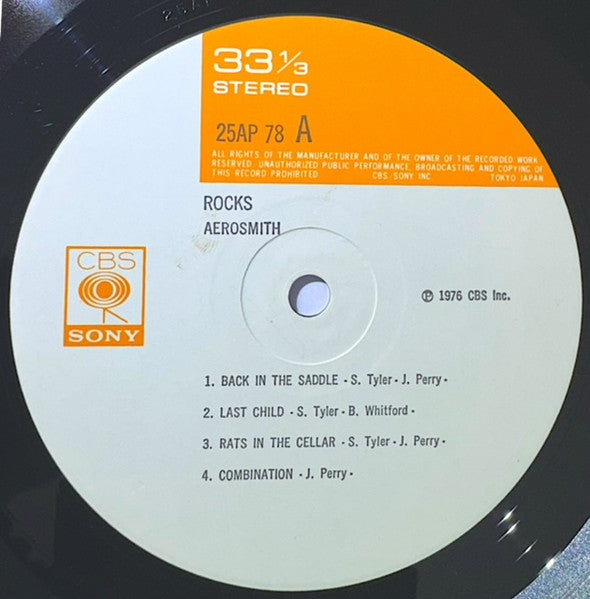 33 1/3
STEREO
25AP 78 A
ALL RIGHTS OF THE MANUFACTURER AND OF THE OWNER OF THE RECORDED WORK
RESERVED. UNAUTHORIZED PUBLIC PERFORMANCE, BROADCASTING AND COPYING OF
THIS RECORD PROHIBITED CBS SONY INC TOKYO JAPAN
ROCKS
AEROSMITH
CBS
SONY
℗ 1976 CBS Inc.
1. BACK IN THE SADDLE · S. Tyler · J. Perry ·
2. LAST CHILD · S. Tyler · B. Whitford ·
3. RATS IN THE CELLAR · S. Tyler · J. Perry ·
4. COMBINATION · J. Perry ·